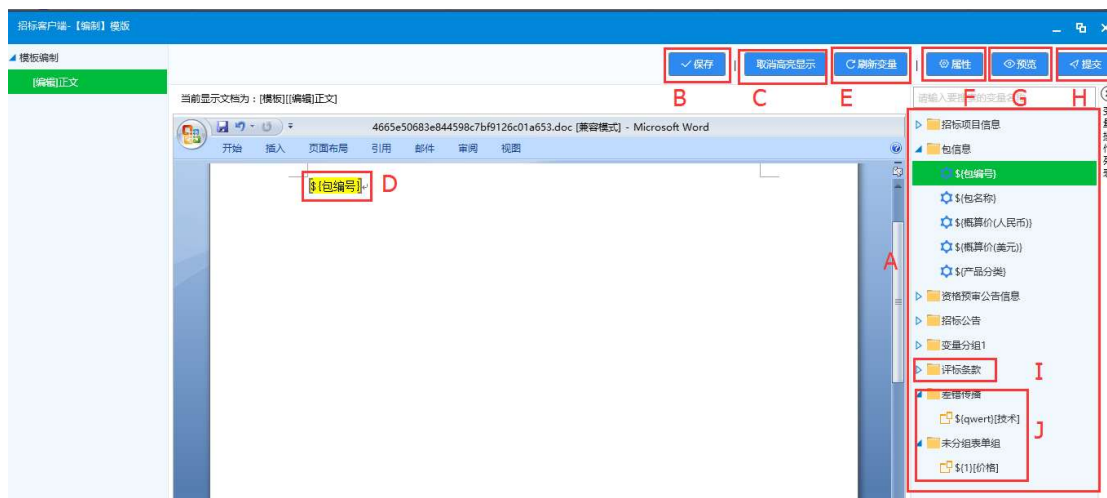 招标客户端-【编制】模版
模板编制
[编辑]正文
保存 | 取消高亮显示 刷新变量 | 属性 预览 提交
B C E F G H
当前显示文档为：[模板][[编辑]正文]
4665e50683e844598c7bf9126c01a653.doc [兼容模式] - Microsoft Word
开始 插入 页面布局 引用 邮件 审阅 视图
${包编号} D
A
招标项目信息
包信息
${包编号}
${包名称}
${概算价(人民币)}
${概算价(美元)}
${产品分类}
资格预审公告信息
招标公告
变量分组1
评标条款 I
差错传播
${qwert}[技术]
J
未分组表单组
${1}[价格]